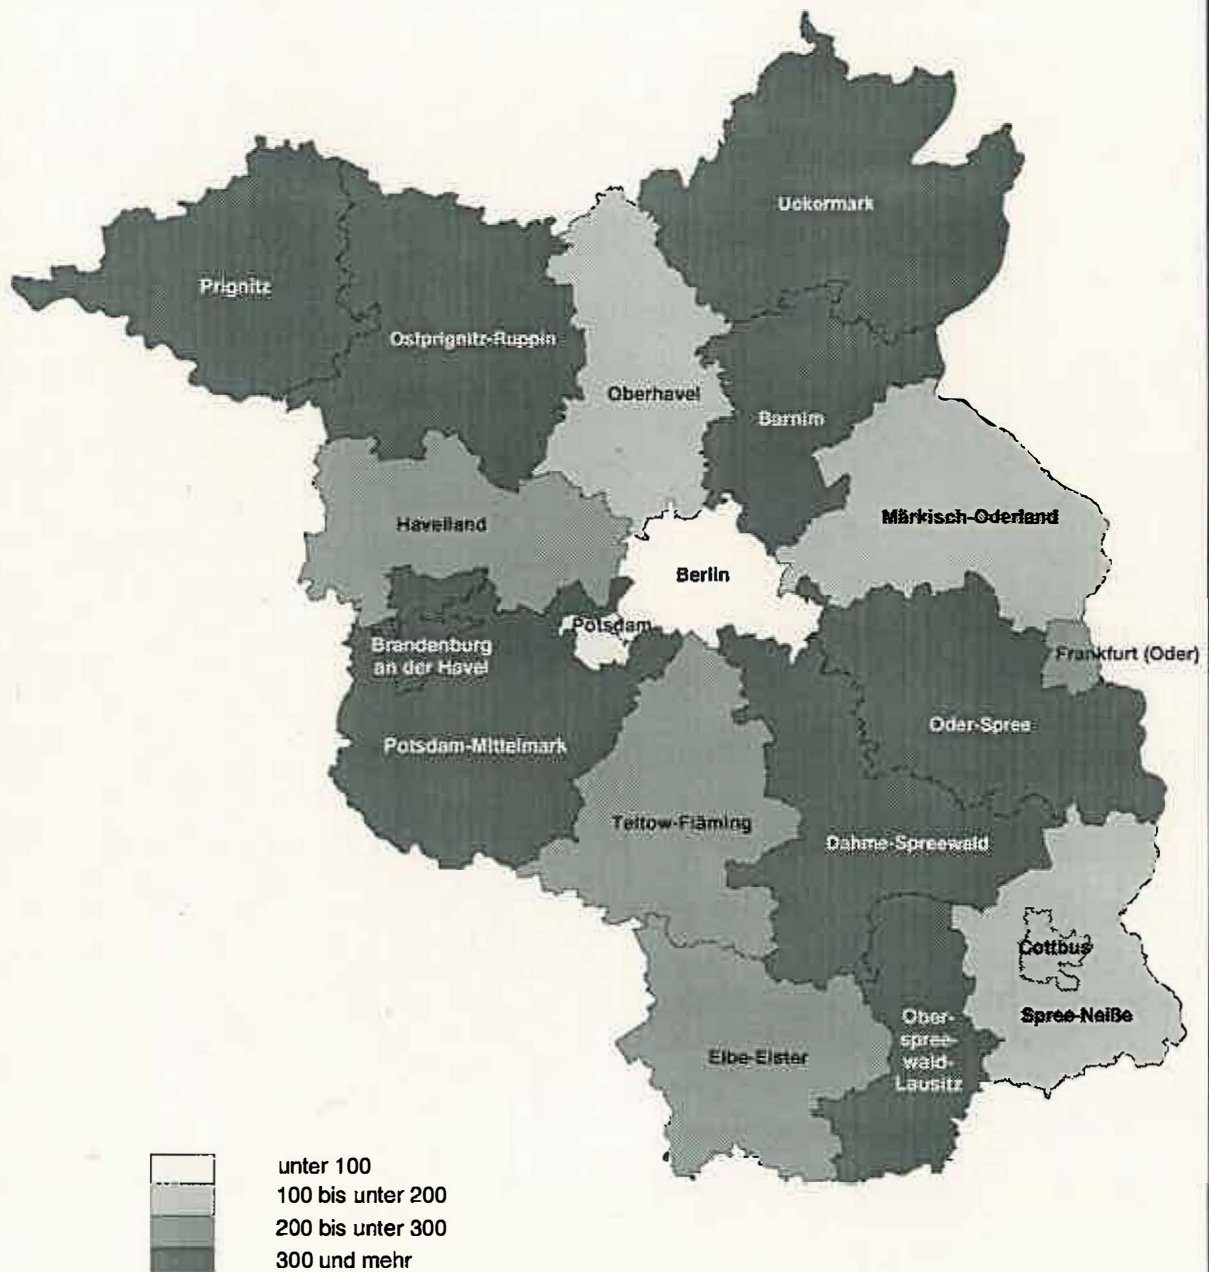 Uckermark
Prignitz
Ostprignitz-Ruppin
Oberhavel
Barnim
Havelland
Märkisch-Oderland
Berlin
Potsdam
Brandenburg
an der Havel
Frankfurt (Oder)
Oder-Spree
Potsdam-Mittelmark
Teltow-Fläming
Dahme-Spreewald
Cottbus
Spree-Neiße
Ober-
spree-
wald-
Lausitz
Elbe-Elster
unter 100
100 bis unter 200
200 bis unter 300
300 und mehr